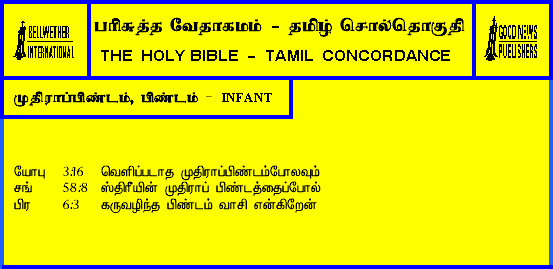 BELLWETHER
INTERNATIONAL
பரிசுத்த வேதாகமம் - தமிழ் சொல்தொகுதி
THE HOLY BIBLE - TAMIL CONCORDANCE
GOOD NEWS
PUBLISHERS
முதிராப்பிண்டம், பிண்டம் - INFANT
யோபு 3:16 வெளிப்படாத முதிராப்பிண்டம்போலவும்
சங் 58:8 ஸ்திரீயின் முதிராப் பிண்டத்தைப்போல்
பிர 6:3 கருவழிந்த பிண்டம் வாசி என்கிறேன்